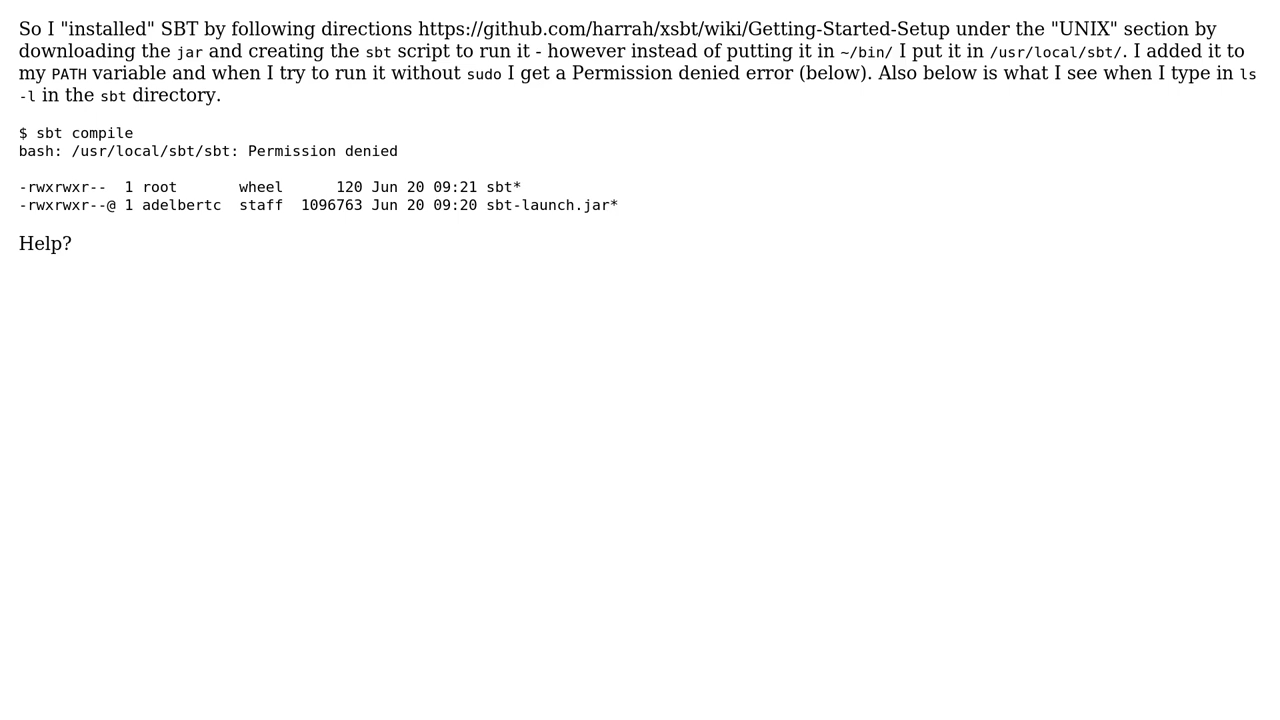 So I "installed" SBT by following directions https://github.com/harrah/xsbt/wiki/Getting-Started-Setup under the "UNIX" section by
downloading the jar and creating the sbt script to run it - however instead of putting it in ~/bin/ I put it in /usr/local/sbt/. I added it to
my PATH variable and when I try to run it without sudo I get a Permission denied error (below). Also below is what I see when I type in ls
-l in the sbt directory.
$ sbt compile
bash: /usr/local/sbt/sbt: Permission denied
-rwxrwxr--  1 root       wheel      120 Jun 20 09:21 sbt*
-rwxrwxr--@ 1 adelbertc  staff  1096763 Jun 20 09:20 sbt-launch.jar*
Help?